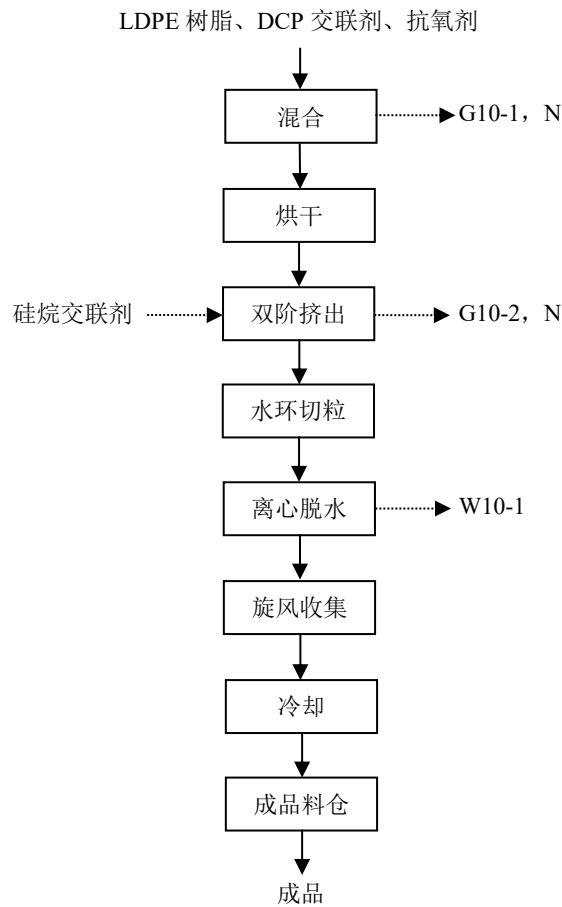 LDPE 树脂、DCP 交联剂、抗氧剂
混合
G10-1，N
烘干
硅烷交联剂
双阶挤出
G10-2，N
水环切粒
离心脱水
W10-1
旋风收集
冷却
成品料仓
成品